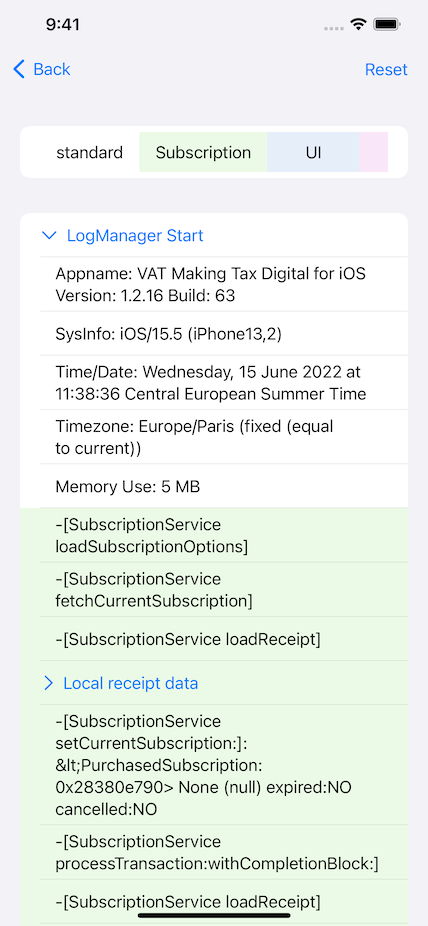 9:41
Back
Reset
standard
Subscription
UI
LogManager Start
Appname: VAT Making Tax Digital for iOS
Version: 1.2.16 Build: 63
SysInfo: iOS/15.5 (iPhone13,2)
Time/Date: Wednesday, 15 June 2022 at
11:38:36 Central European Summer Time
Timezone: Europe/Paris (fixed (equal
to current))
Memory Use: 5 MB
-[SubscriptionService
loadSubscriptionOptions]
-[SubscriptionService
fetchCurrentSubscription]
-[SubscriptionService loadReceipt]
Local receipt data
-[SubscriptionService
setCurrentSubscription:]:
&lt;PurchasedSubscription:
0x28380e790> None (null) expired:NO
cancelled:NO
-[SubscriptionService
processTransaction:withCompletionBlock:]
-[SubscriptionService loadReceipt]